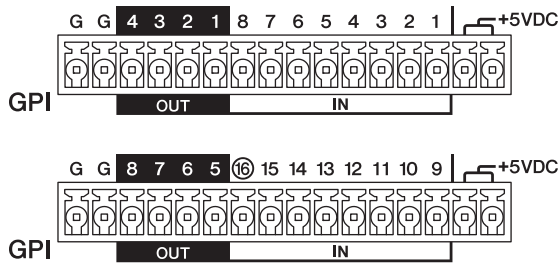 G G 4 3 2 1 8 7 6 5 4 3 2 1 +5VDC
GPI
OUT IN
G G 8 7 6 5 ⑯ 15 14 13 12 11 10 9 +5VDC
GPI
OUT IN